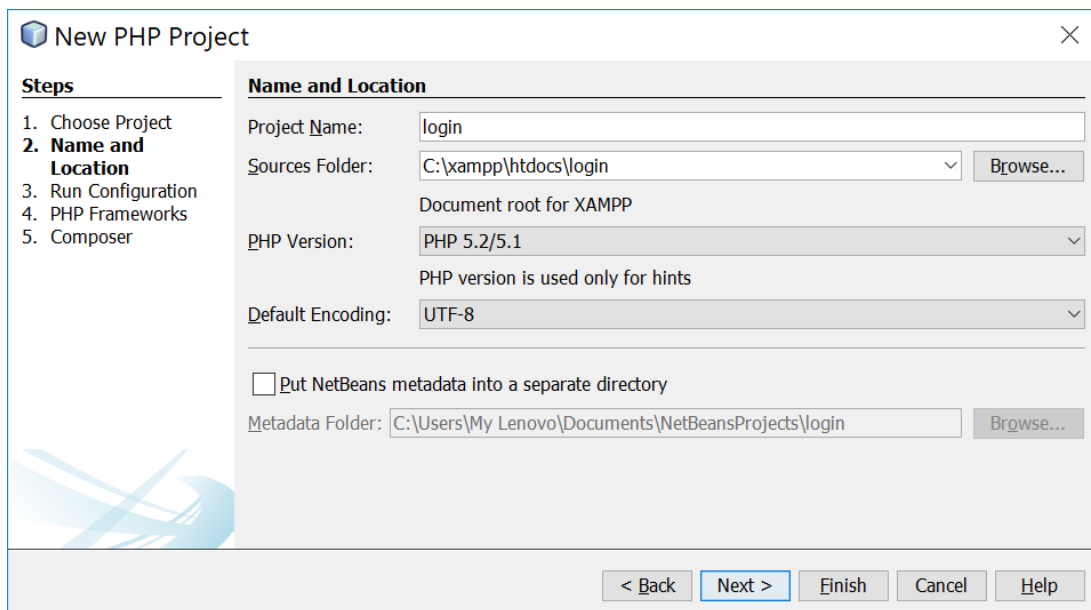 New PHP Project
Steps
1. Choose Project
2. Name and
Location
3. Run Configuration
4. PHP Frameworks
5. Composer
Name and Location
Project Name: login
Sources Folder: C:\xampp\htdocs\login Browse...
Document root for XAMPP
PHP Version: PHP 5.2/5.1
PHP version is used only for hints
Default Encoding: UTF-8
Put NetBeans metadata into a separate directory
Metadata Folder: C:\Users\My Lenovo\Documents\NetBeansProjects\login Browse...
< Back Next > Finish Cancel Help